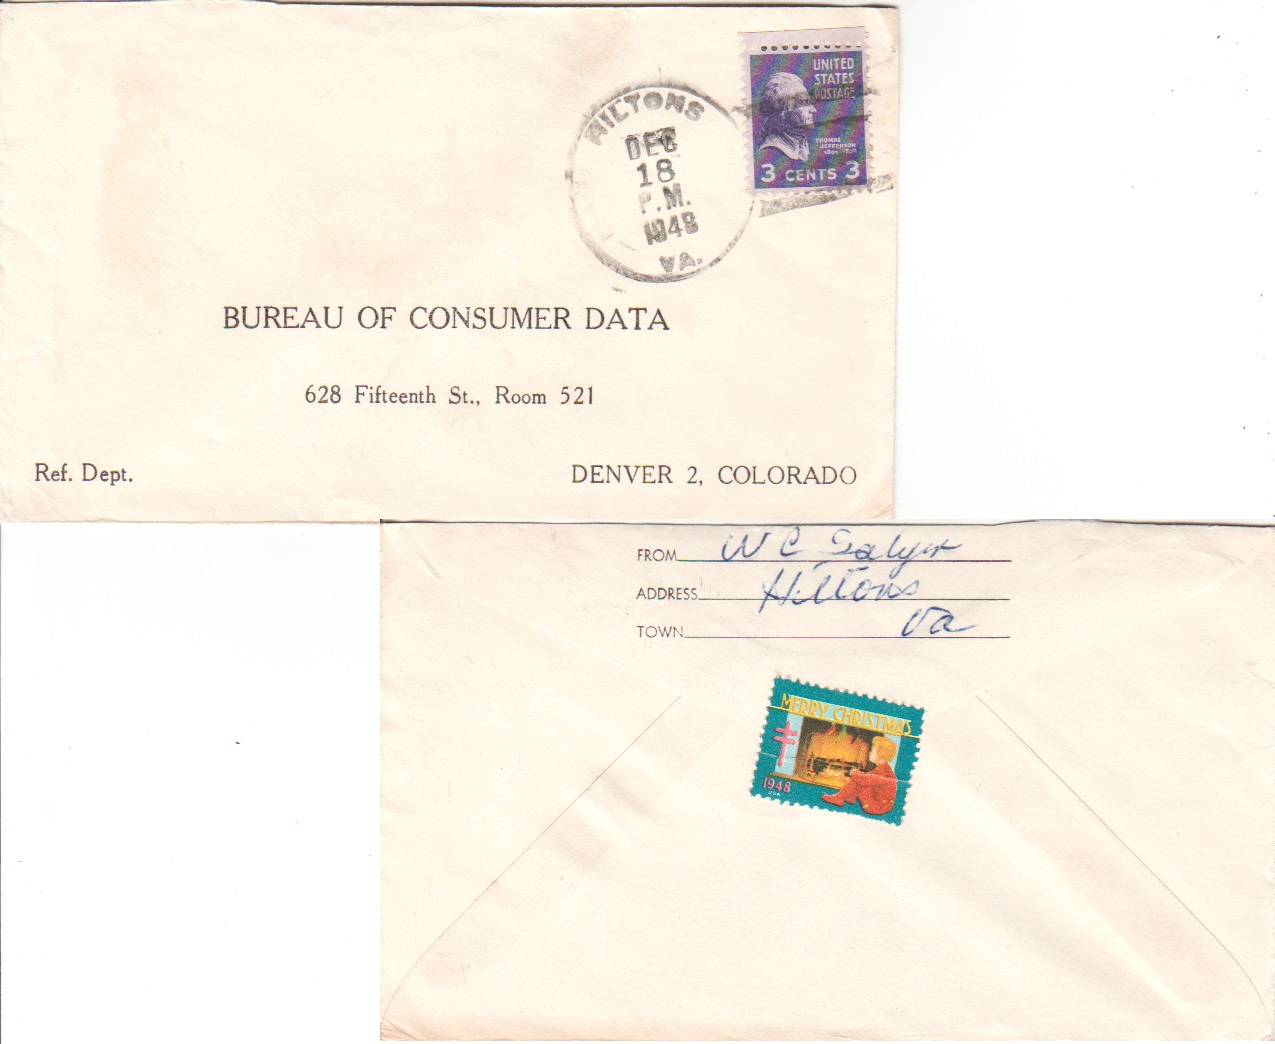 HILTONS
DEC
18
P.M.
1948
VA.
UNITED
STATES
POSTAGE
THOMAS
JEFFERSON
3 CENTS 3
BUREAU OF CONSUMER DATA
628 Fifteenth St., Room 521
Ref. Dept.
DENVER 2, COLORADO
FROM W C Salyer
ADDRESS Hiltons
TOWN Va
MERRY CHRISTMAS
1948
USA